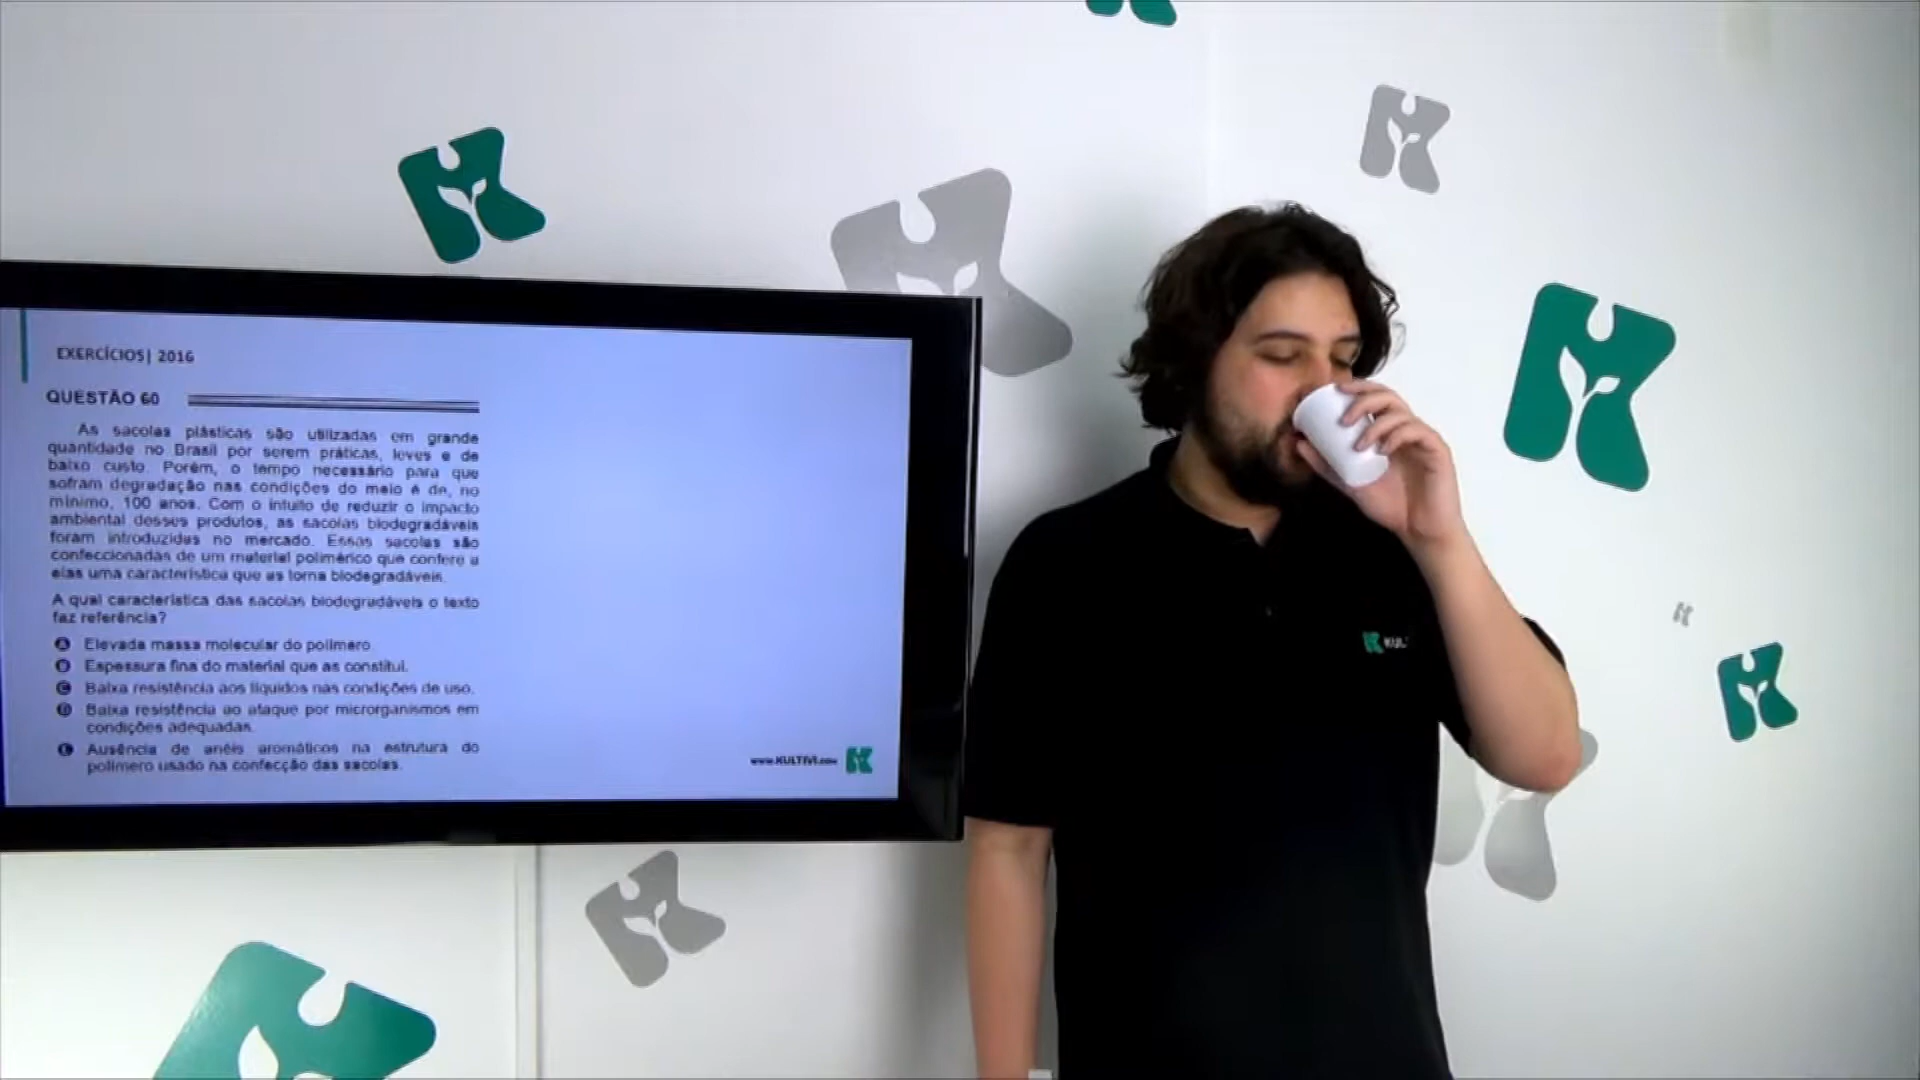 EXERCÍCIOS| 2016
QUESTÃO 60
As sacolas plásticas são utilizadas em grande
quantidade no Brasil por serem práticas, leves e de
baixo custo. Porém, o tempo necessário para que
sofram degradação nas condições do meio é de, no
mínimo, 100 anos. Com o intuito de reduzir o impacto
ambiental desses produtos, as sacolas biodegradáveis
foram introduzidas no mercado. Essas sacolas são
confeccionadas de um material polimérico que confere a
elas uma característica que as torna biodegradáveis.
A qual característica das sacolas biodegradáveis o texto
faz referência?
A Elevada massa molecular do polímero.
B Espessura fina do material que as constitui.
C Baixa resistência aos líquidos nas condições de uso.
D Baixa resistência ao ataque por microrganismos em
condições adequadas.
E Ausência de anéis aromáticos na estrutura do
polímero usado na confecção das sacolas.
www.KULTIVI.com
KUL